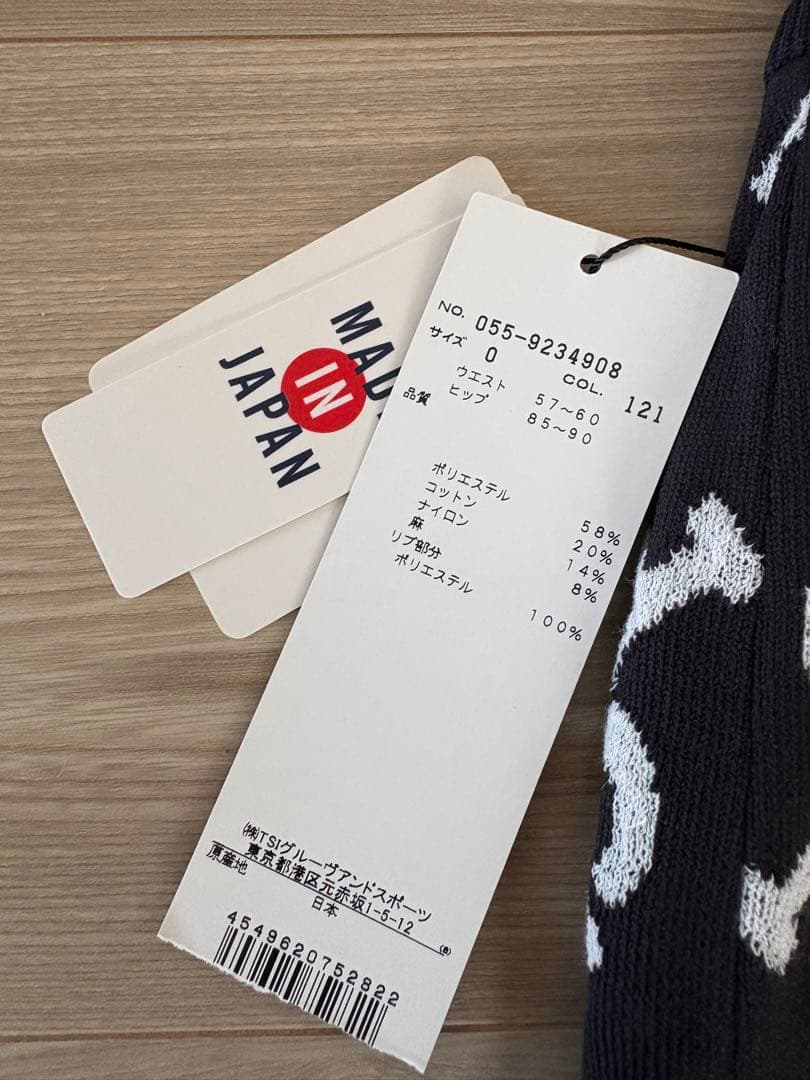 MADE
IN
JAPAN
NO. 055-9234908
サイズ 0 COL. 121
ウエスト 57~60
ヒップ 85~90
品質
ポリエステル 58%
コットン 20%
ナイロン 14%
麻 8%
リブ部分
ポリエステル 100%
(株)TSIグルーヴアンドスポーツ
東京都港区元赤坂1-5-12
原産地 日本
(8)
4549620752822